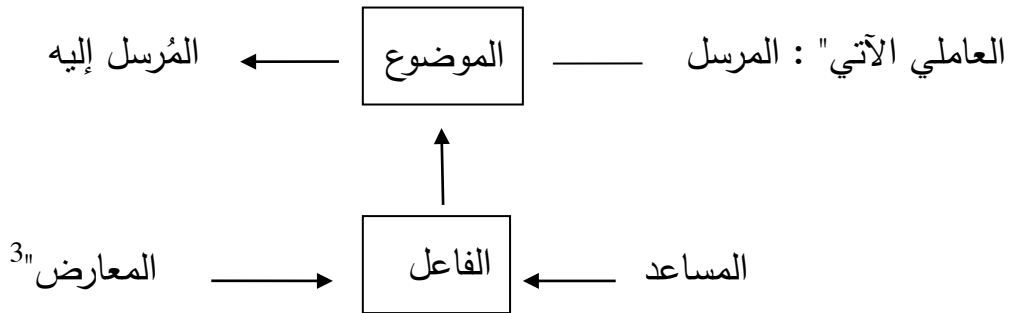 العاملي الآتي" : المرسل الموضوع المُرسل إليه
المساعد الفاعل المعارض"3